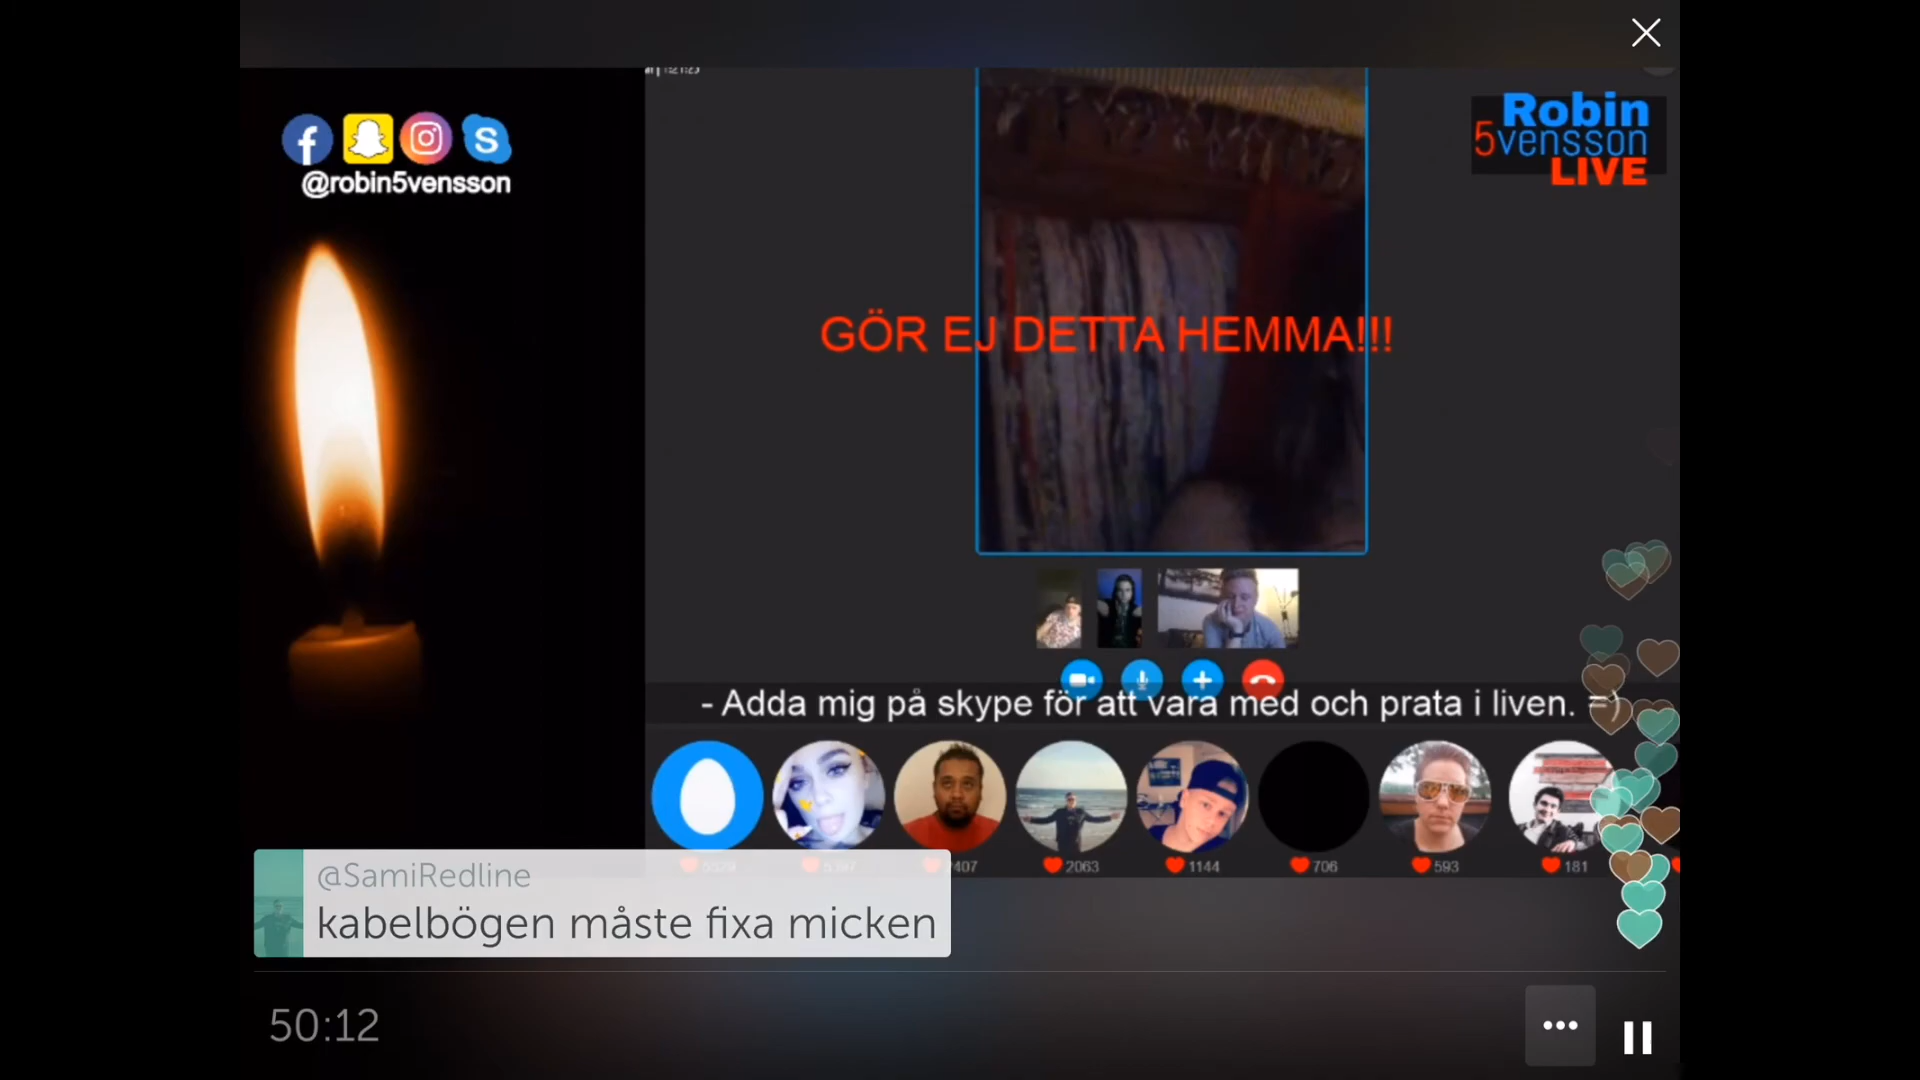 @robin5vensson
Robin
5vensson
LIVE
GÖR EJ DETTA HEMMA!!!
- Adda mig på skype för att vara med och prata i liven. =)
2063
1144
706
593
181
@SamiRedline
kabelbögen måste fixa micken
50:12